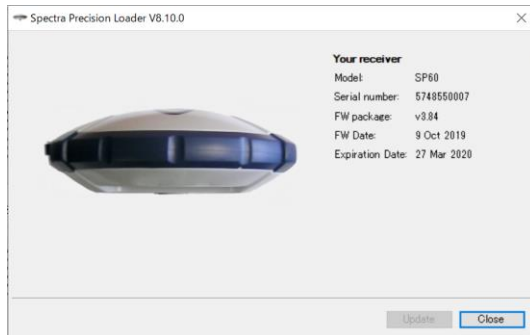 Spectra Precision Loader V8.10.0
Your receiver
Model: SP60
Serial number: 5748550007
FW package: v3.84
FW Date: 9 Oct 2019
Expiration Date: 27 Mar 2020
Update Close